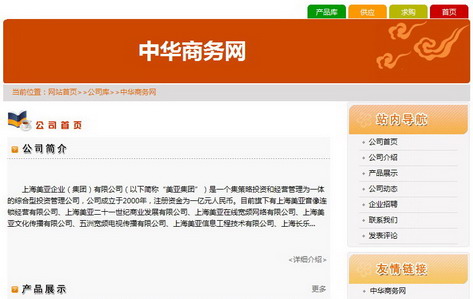 产品库 供应 求购 首页
中华商务网
当前位置：网站首页>>公司库>>中华商务网
公司首页
公司简介
上海美亚企业（集团）有限公司（以下简称“美亚集团”）是一个集策略投资和经营管理为一体
的综合型投资管理公司，公司成立于2000年，注册资金为一亿元人民币。目前旗下有上海美亚音像连
锁经营有限公司、上海美亚二十一世纪商业发展有限公司、上海美亚在线宽频网络有限公司、上海美
亚文化传播有限公司、五洲宽频电视传播有限公司、上海美亚信息工程技术有限公司、上海长乐...
<详细介绍>
产品展示
更多
站内导航
公司首页
公司介绍
产品展示
公司动态
企业招聘
联系我们
发表评论
友情链接
中华商务网